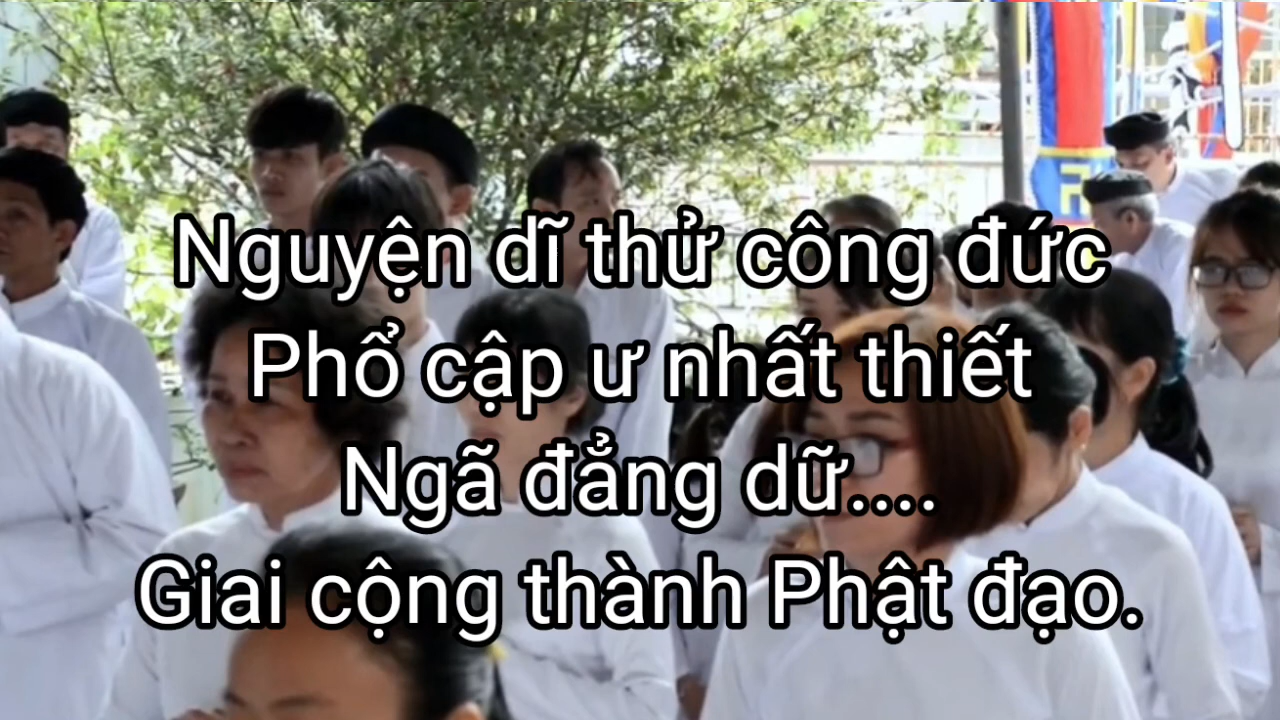 Nguyện dĩ thử công đức
Phổ cập ư nhất thiết
Ngã đẳng dữ....
Giai cộng thành Phật đạo.